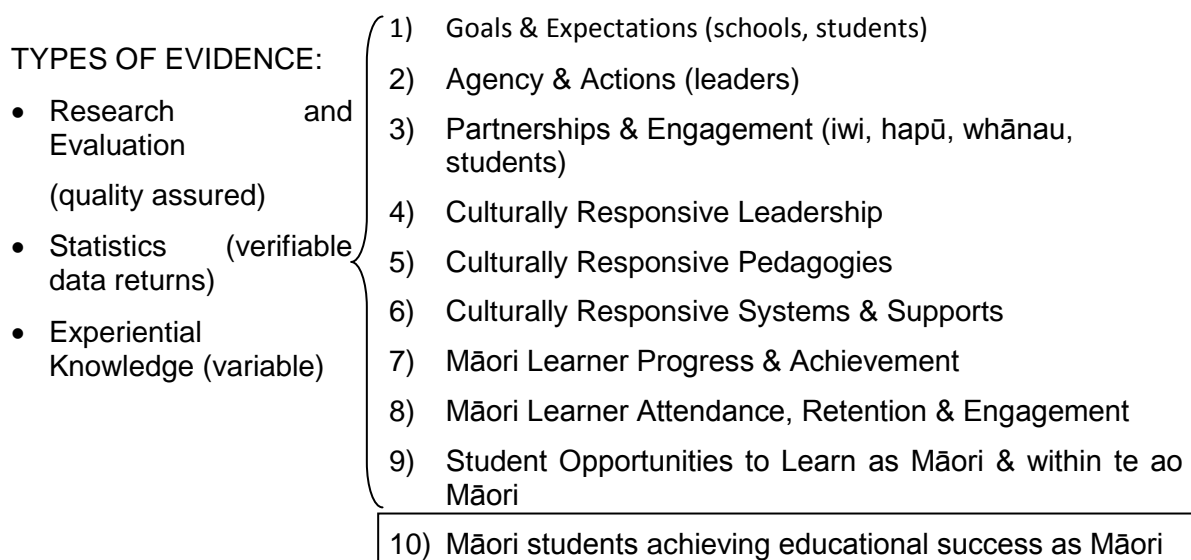 TYPES OF EVIDENCE:
• Research and
Evaluation
(quality assured)
• Statistics (verifiable
data returns)
• Experiential
Knowledge (variable)
1) Goals & Expectations (schools, students)
2) Agency & Actions (leaders)
3) Partnerships & Engagement (iwi, hapū, whānau,
students)
4) Culturally Responsive Leadership
5) Culturally Responsive Pedagogies
6) Culturally Responsive Systems & Supports
7) Māori Learner Progress & Achievement
8) Māori Learner Attendance, Retention & Engagement
9) Student Opportunities to Learn as Māori & within te ao
Māori
10) Māori students achieving educational success as Māori